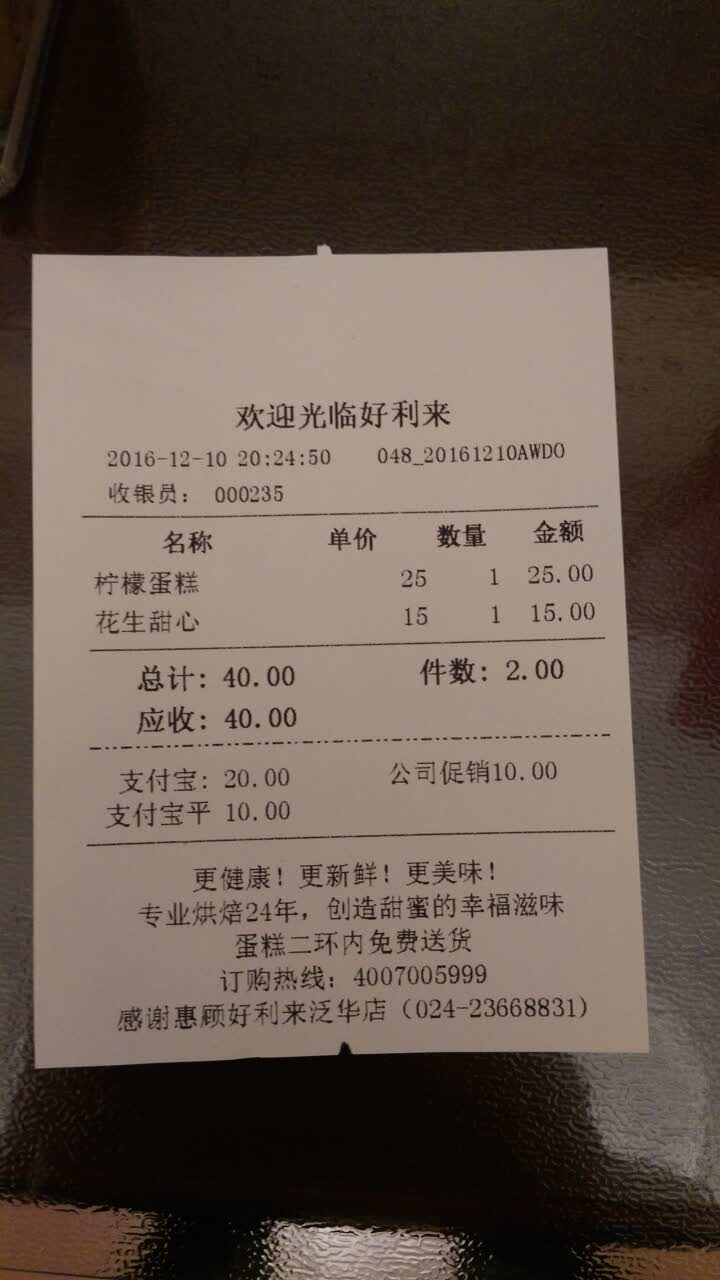 欢迎光临好利来
2016-12-10 20:24:50 048_20161210AWDO
收银员： 000235
名称 单价 数量 金额
柠檬蛋糕 25 1 25.00
花生甜心 15 1 15.00
总计: 40.00 件数: 2.00
应收: 40.00
支付宝: 20.00 公司促销10.00
支付宝平 10.00
更健康！更新鲜！更美味！
专业烘焙24年，创造甜蜜的幸福滋味
蛋糕二环内免费送货
订购热线：4007005999
感谢惠顾好利来泛华店（024-23668831）